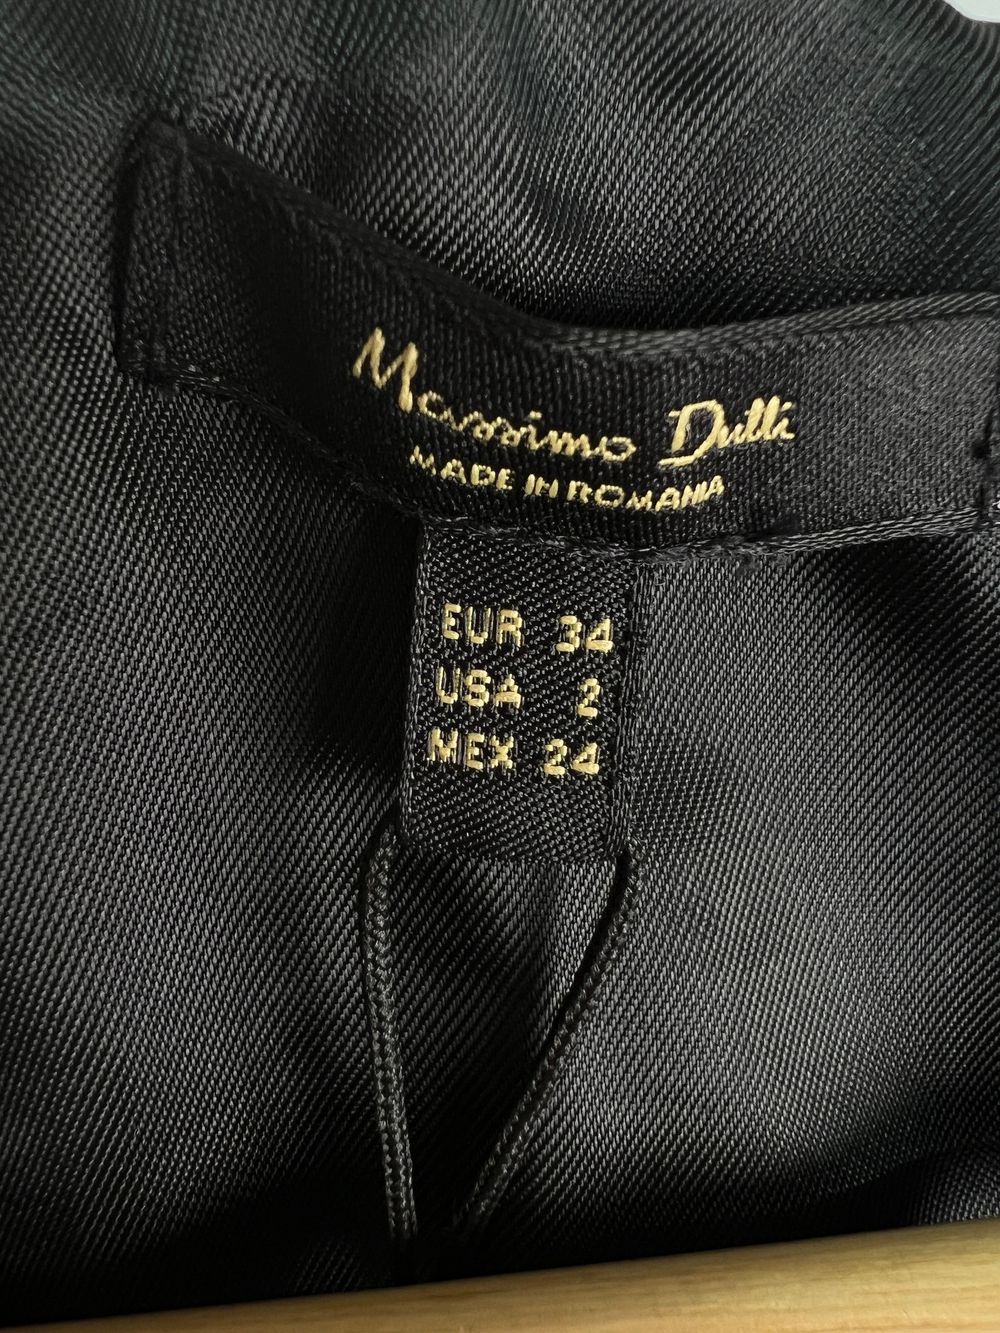 Massimo Dutti
MADE IN ROMANIA
EUR 34
USA 2
MEX 24